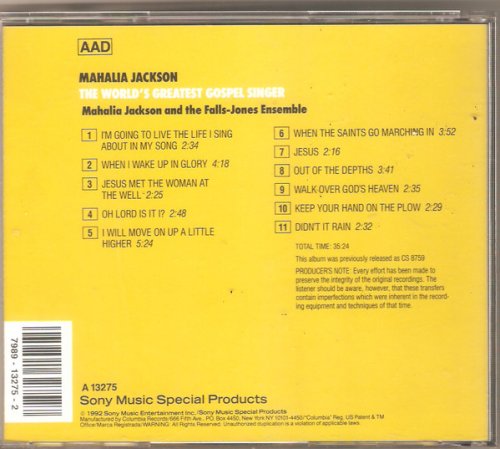 AAD
MAHALIA JACKSON
THE WORLD'S GREATEST GOSPEL SINGER
Mahalia Jackson and the Falls-Jones Ensemble
1 I'M GOING TO LIVE THE LIFE I SING
ABOUT IN MY SONG 2:34
2 WHEN I WAKE UP IN GLORY 4:18
3 JESUS MET THE WOMAN AT
THE WELL 2:25
4 OH LORD IS IT I? 2:48
5 I WILL MOVE ON UP A LITTLE
HIGHER 5:24
6 WHEN THE SAINTS GO MARCHING IN 3:52
7 JESUS 2:16
8 OUT OF THE DEPTHS 3:41
9 WALK OVER GOD'S HEAVEN 2:35
10 KEEP YOUR HAND ON THE PLOW 2:29
11 DIDN'T IT RAIN 2:32
TOTAL TIME: 35:24
This album was previously released as CS 8759
PRODUCER'S NOTE: Every effort has been made to
preserve the integrity of the original recordings. The
listener should be aware, however, that these transfers
contain imperfections which were inherent in the record-
ing equipment and techniques of that time.
7989-13275-2
A 13275
Sony Music Special Products
© 1992 Sony Music Entertainment Inc./Sony Music Special Products
Manufactured by Columbia Records/666 Fifth Ave., P.O. Box 4450, New York, NY 10101-4450/"Columbia" Reg. US Patent & TM
Office/Marca Registrada/WARNING: All Rights Reserved. Unauthorized duplication is a violation of applicable laws.